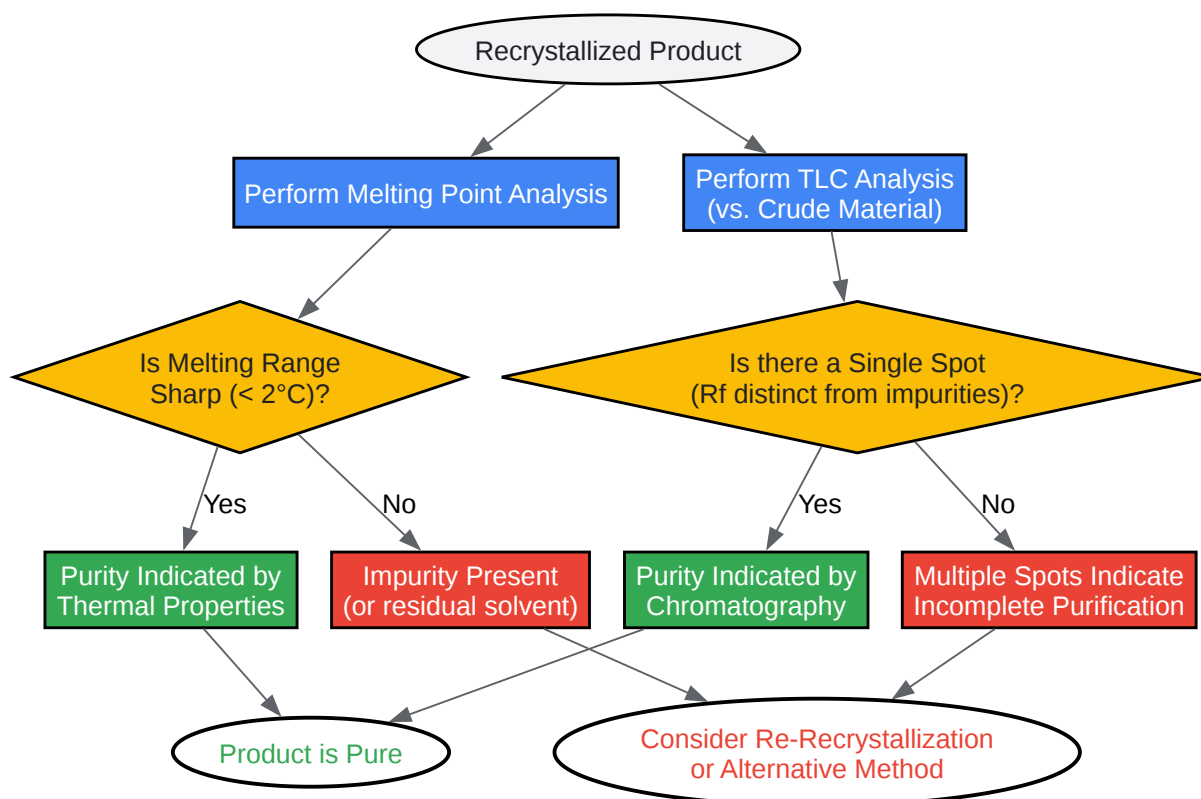 Recrystallized Product
Perform Melting Point Analysis
Perform TLC Analysis
(vs. Crude Material)
Is Melting Range
Sharp (< 2°C)?
Is there a Single Spot
(Rf distinct from impurities)?
Yes
No
Yes
No
Purity Indicated by
Thermal Properties
Impurity Present
(or residual solvent)
Purity Indicated by
Chromatography
Multiple Spots Indicate
Incomplete Purification
Product is Pure
Consider Re-Recrystallization
or Alternative Method